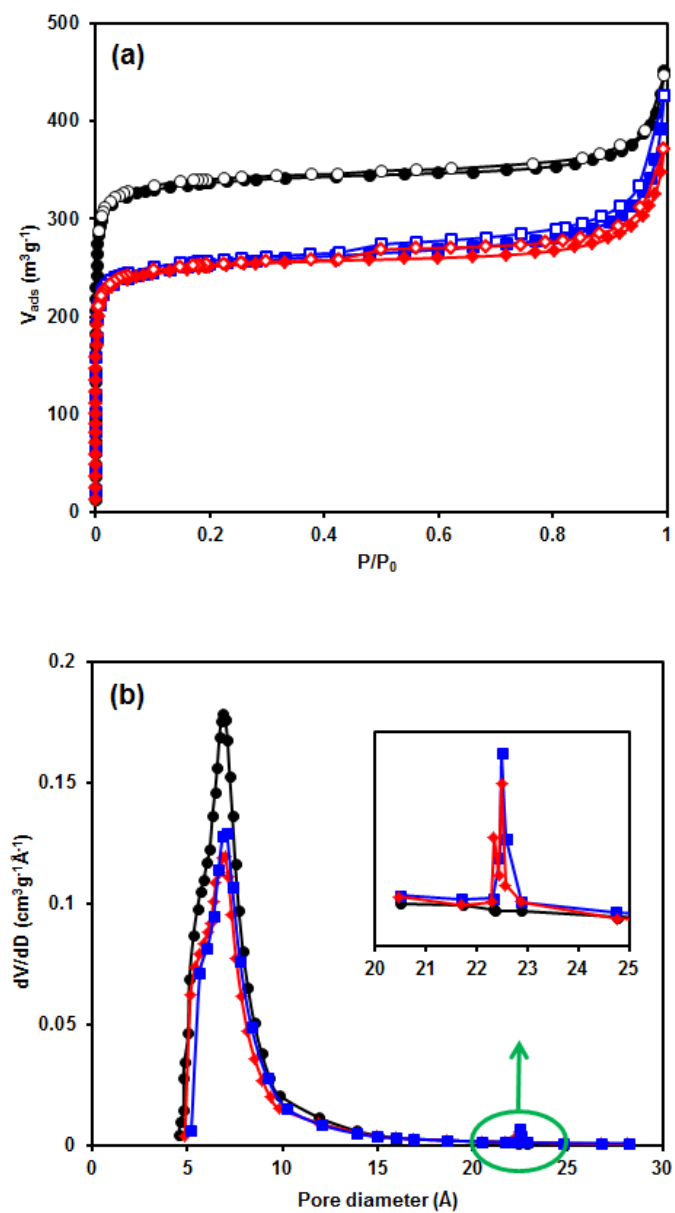 (a)
500
400
300
200
100
0
V_ads (m³g⁻¹)
0 0.2 0.4 0.6 0.8 1
P/P₀
(b)
0.2
0.15
0.1
0.05
0
dV/dD (cm³g⁻¹Å⁻¹)
20 21 22 23 24 25
0 5 10 15 20 25 30
Pore diameter (Å)